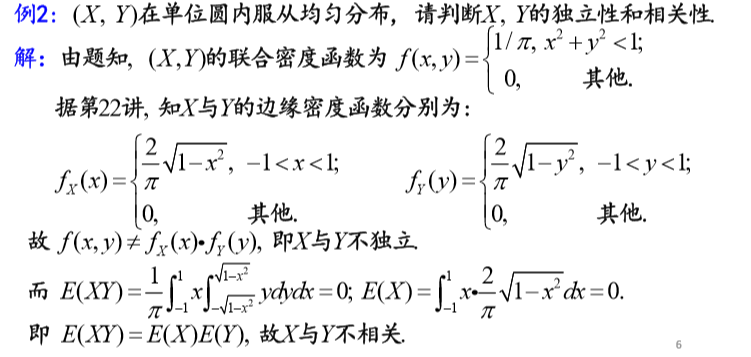 例2：(X, Y)在单位圆内服从均匀分布，请判断X, Y的独立性和相关性.
解：由题知, (X,Y)的联合密度函数为 f(x,y)={1/π, x²+y²<1; 0, 其他.
据第22讲, 知X与Y的边缘密度函数分别为：
f_X(x)={2/π √(1−x²), −1<x<1; 0, 其他. f_Y(y)={2/π √(1−y²), −1<y<1; 0, 其他.
故 f(x,y)≠f_X(x)•f_Y(y), 即X与Y不独立.
而 E(XY)=1/π ∫_{−1}^{1} x ∫_{−√(1−x²)}^{√(1−x²)} ydydx=0; E(X)=∫_{−1}^{1} x•2/π √(1−x²)dx=0.
即 E(XY)=E(X)E(Y), 故X与Y不相关.
6